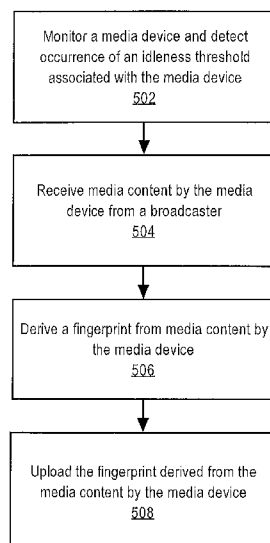 Monitor a media device and detect
occurrence of an idleness threshold
associated with the media device
502
Receive media content by the media
device from a broadcaster
504
Derive a fingerprint from media content by
the media device
506
Upload the fingerprint derived from the
media content by the media device
508